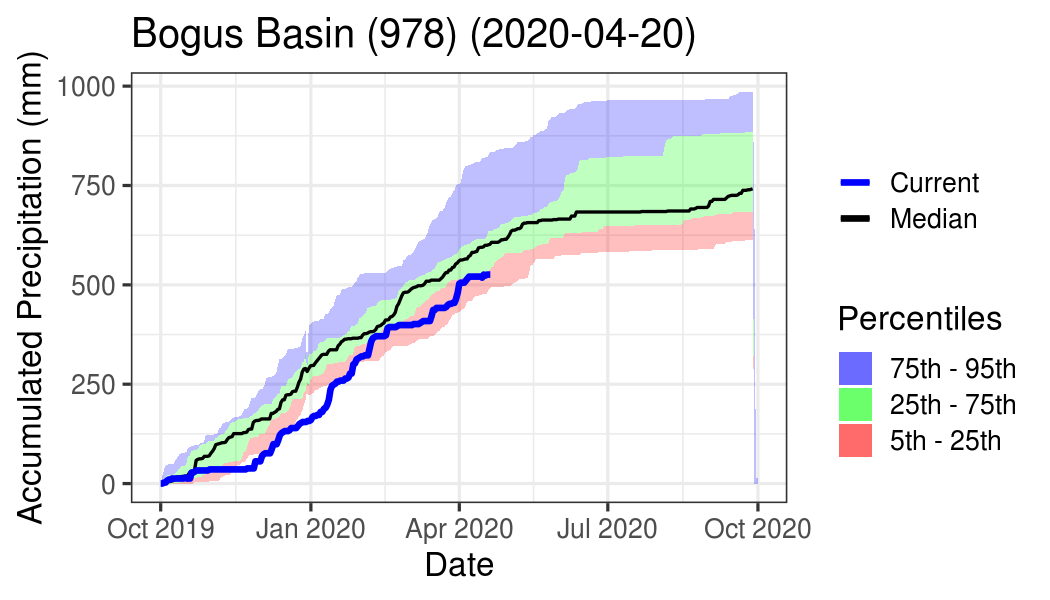 Bogus Basin (978) (2020-04-20)
Accumulated Precipitation (mm)
1000
750
500
250
0
Oct 2019
Jan 2020
Apr 2020
Jul 2020
Oct 2020
Date
Current
Median
Percentiles
75th - 95th
25th - 75th
5th - 25th